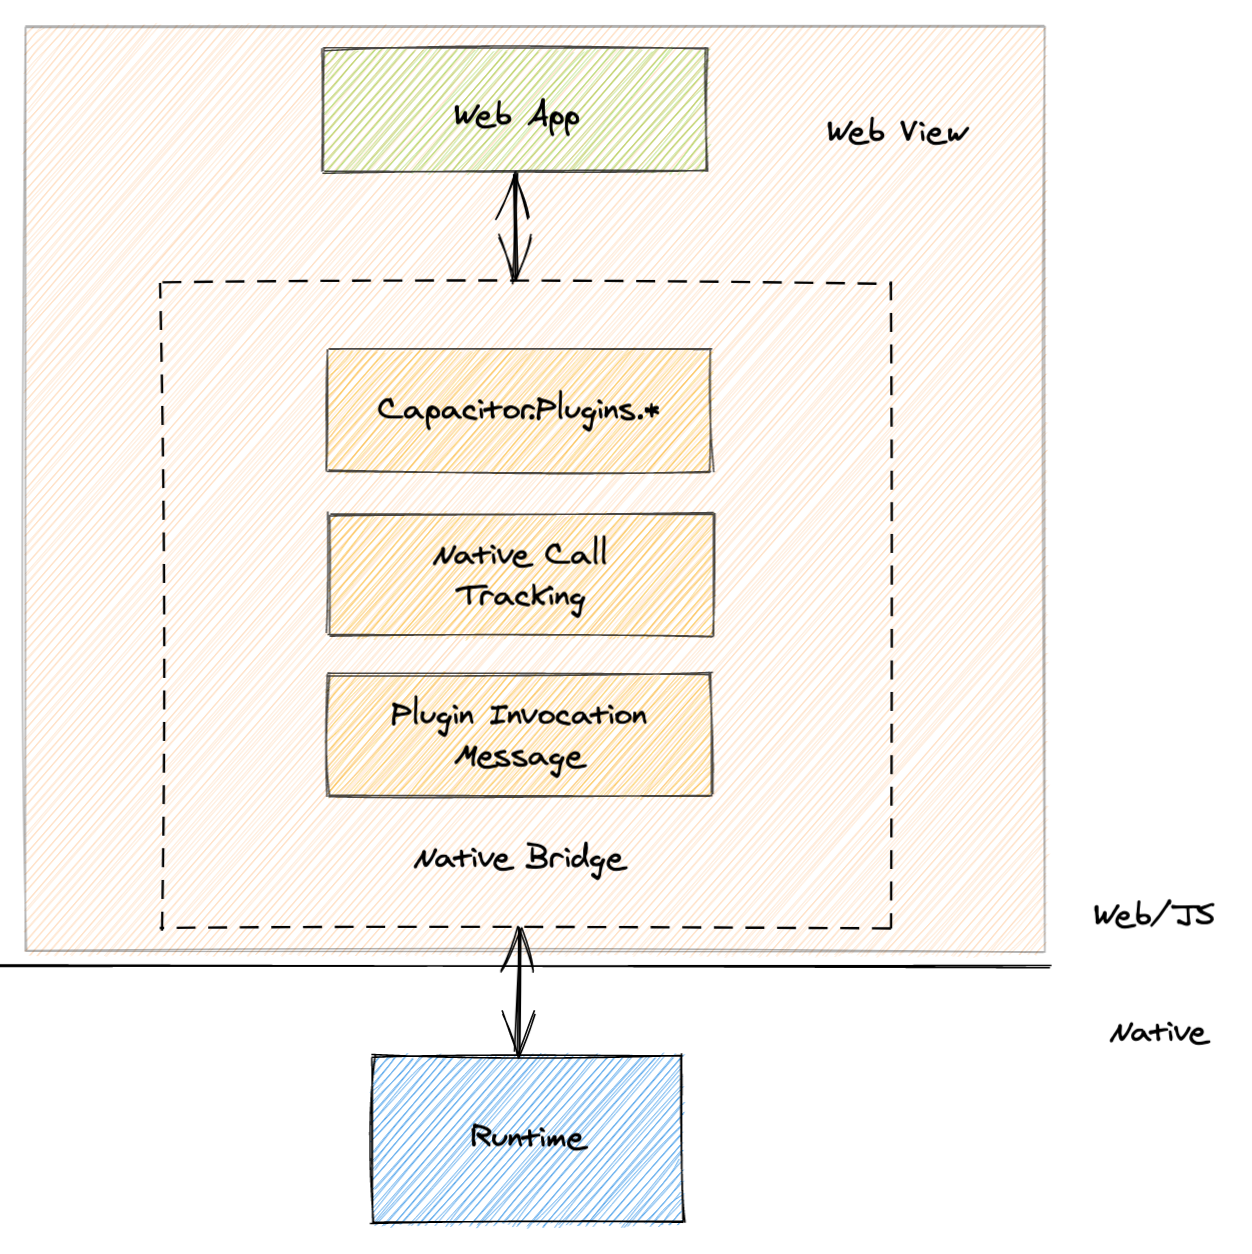 Web App
Web View
Capacitor.Plugins.*
Native Call
Tracking
Plugin Invocation
Message
Native Bridge
Web/JS
Native
Runtime